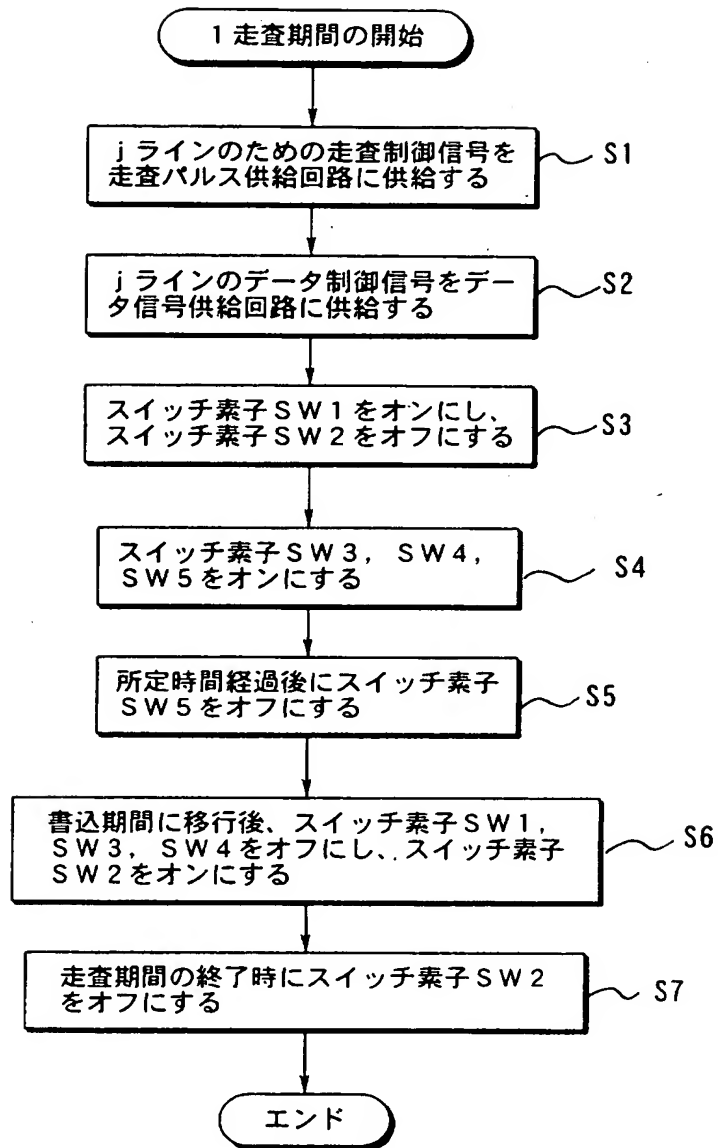 １走査期間の開始
ｊラインのための走査制御信号を
走査パルス供給回路に供給する
S1
ｊラインのデータ制御信号をデー
タ信号供給回路に供給する
S2
スイッチ素子ＳＷ１をオンにし、
スイッチ素子ＳＷ２をオフにする
S3
スイッチ素子ＳＷ３，ＳＷ４，
ＳＷ５をオンにする
S4
所定時間経過後にスイッチ素子
ＳＷ５をオフにする
S5
書込期間に移行後、スイッチ素子ＳＷ１，
ＳＷ３，ＳＷ４をオフにし、スイッチ素子
ＳＷ２をオンにする
S6
走査期間の終了時にスイッチ素子ＳＷ２
をオフにする
S7
エンド